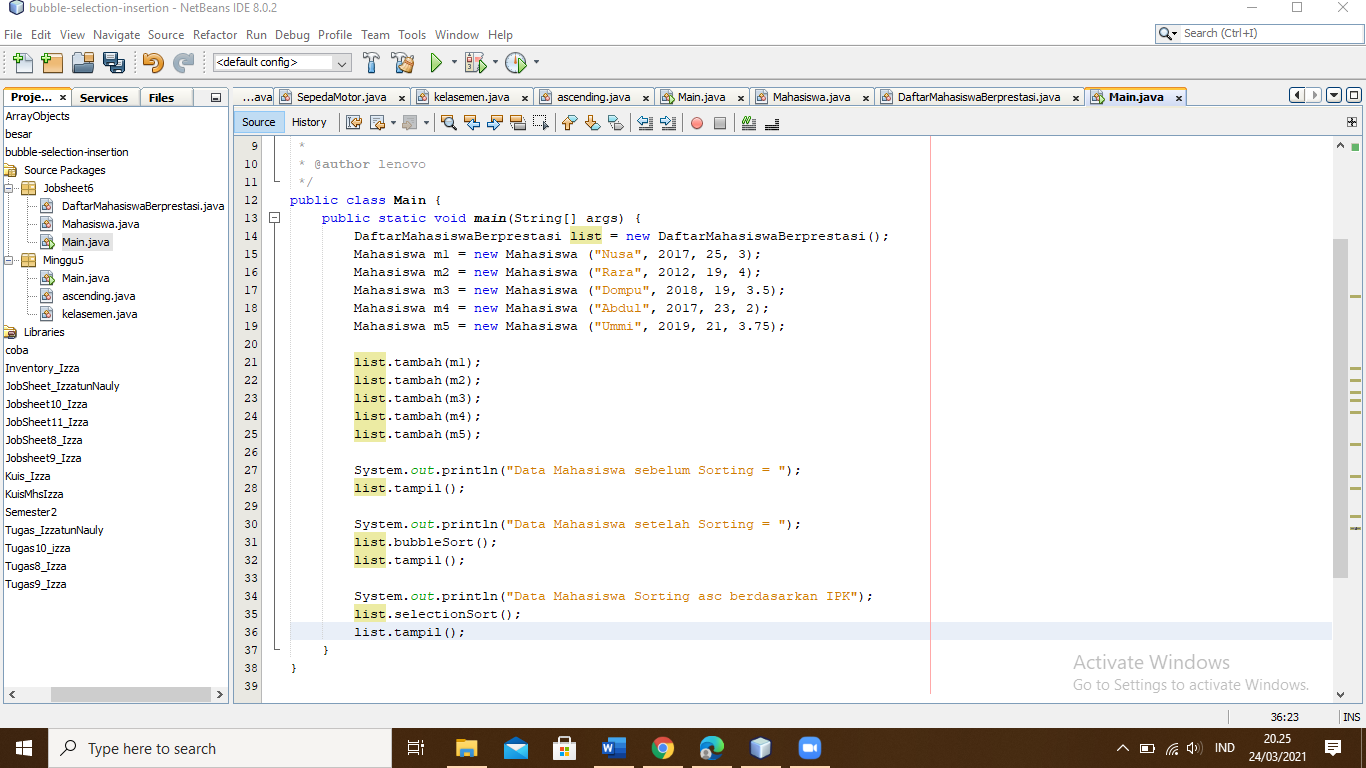 bubble-selection-insertion - NetBeans IDE 8.0.2
File Edit View Navigate Source Refactor Run Debug Profile Team Tools Window Help
Search (Ctrl+I)
<default config>
Proje... × Services Files
...ava SepedaMotor.java × kelasemen.java × ascending.java × Main.java × Mahasiswa.java × DaftarMahasiswaBerprestasi.java × Main.java ×
Source History
ArrayObjects
besar
bubble-selection-insertion
Source Packages
Jobsheet6
DaftarMahasiswaBerprestasi.java
Mahasiswa.java
Main.java
Minggu5
Main.java
ascending.java
kelasemen.java
Libraries
coba
Inventory_Izza
JobSheet_IzzatunNauly
Jobsheet10_Izza
JobSheet11_Izza
JobSheet8_Izza
Jobsheet9_Izza
Kuis_Izza
KuisMhsIzza
Semester2
Tugas_IzzatunNauly
Tugas10_izza
Tugas8_Izza
Tugas9_Izza
9 *
10 * @author lenovo
11 */
12 public class Main {
13 public static void main(String[] args) {
14 DaftarMahasiswaBerprestasi list = new DaftarMahasiswaBerprestasi();
15 Mahasiswa m1 = new Mahasiswa ("Nusa", 2017, 25, 3);
16 Mahasiswa m2 = new Mahasiswa ("Rara", 2012, 19, 4);
17 Mahasiswa m3 = new Mahasiswa ("Dompu", 2018, 19, 3.5);
18 Mahasiswa m4 = new Mahasiswa ("Abdul", 2017, 23, 2);
19 Mahasiswa m5 = new Mahasiswa ("Ummi", 2019, 21, 3.75);
20
21 list.tambah(m1);
22 list.tambah(m2);
23 list.tambah(m3);
24 list.tambah(m4);
25 list.tambah(m5);
26
27 System.out.println("Data Mahasiswa sebelum Sorting = ");
28 list.tampil();
29
30 System.out.println("Data Mahasiswa setelah Sorting = ");
31 list.bubbleSort();
32 list.tampil();
33
34 System.out.println("Data Mahasiswa Sorting asc berdasarkan IPK");
35 list.selectionSort();
36 list.tampil();
37 }
38 }
39
Activate Windows
Go to Settings to activate Windows.
36:23 INS
Type here to search
IND
20.25
24/03/2021